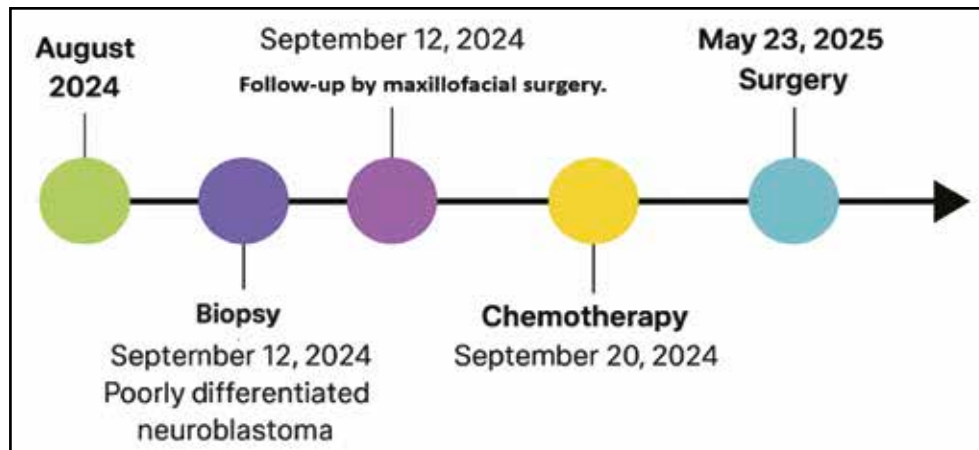 August
2024
Biopsy
September 12, 2024
Poorly differentiated
neuroblastoma
September 12, 2024
Follow-up by maxillofacial surgery.
Chemotherapy
September 20, 2024
May 23, 2025
Surgery